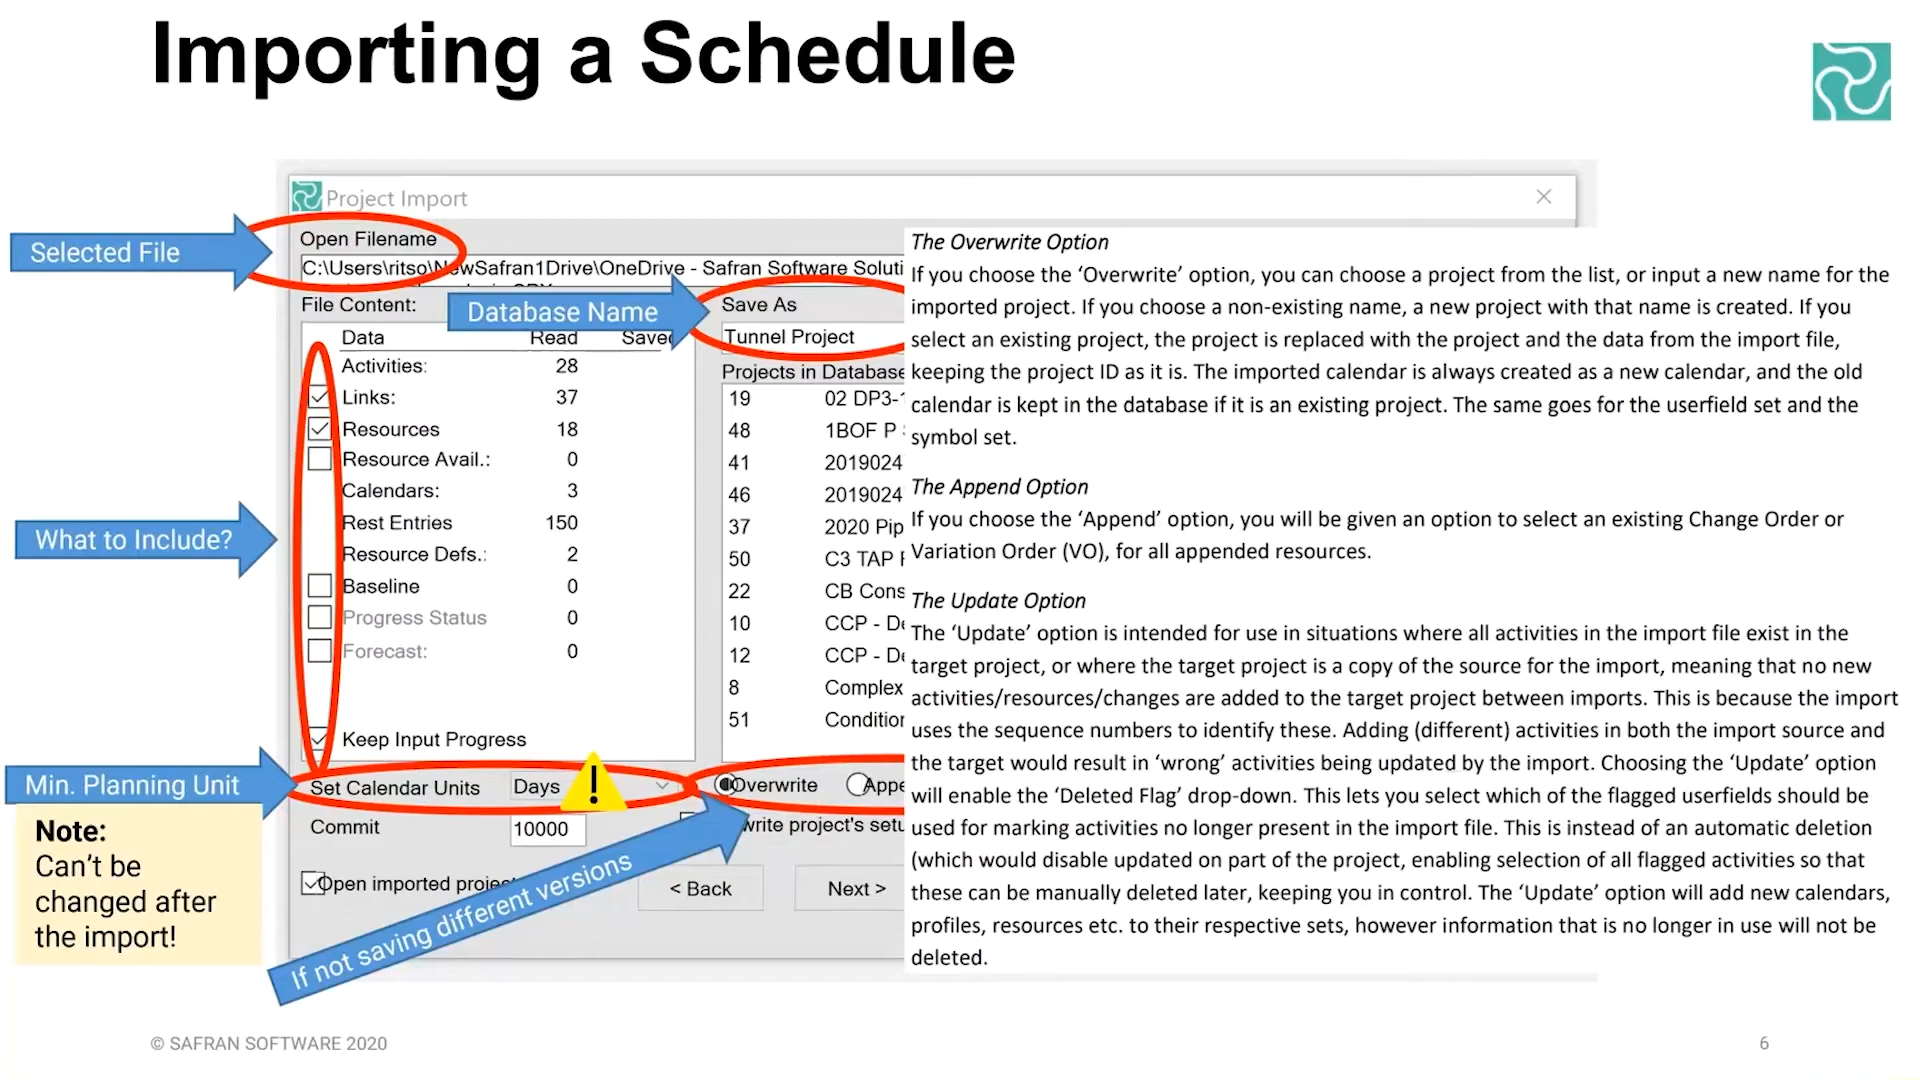 Importing a Schedule
Project Import
Selected File
Open Filename
C:\Users\ritso\NewSafran1Drive\OneDrive - Safran Software Soluti
File Content:
Database Name
Save As
Tunnel Project
Data Read Saved
Activities: 28
Links: 37
Resources 18
Resource Avail.: 0
Calendars: 3
Rest Entries 150
Resource Defs.: 2
Baseline 0
Progress Status 0
Forecast: 0
Keep Input Progress
What to Include?
Projects in Database
19 02 DP3-
48 1BOF P
41 2019024
46 2019024
37 2020 Pip
50 C3 TAP
22 CB Cons
10 CCP - De
12 CCP - De
8 Complex
51 Condition
Min. Planning Unit
Set Calendar Units Days
Overwrite Appe
Commit 10000
write project's setu
Open imported projec
< Back Next >
If not saving different versions
Note:
Can't be
changed after
the import!
The Overwrite Option
If you choose the ‘Overwrite’ option, you can choose a project from the list, or input a new name for the
imported project. If you choose a non-existing name, a new project with that name is created. If you
select an existing project, the project is replaced with the project and the data from the import file,
keeping the project ID as it is. The imported calendar is always created as a new calendar, and the old
calendar is kept in the database if it is an existing project. The same goes for the userfield set and the
symbol set.
The Append Option
If you choose the ‘Append’ option, you will be given an option to select an existing Change Order or
Variation Order (VO), for all appended resources.
The Update Option
The ‘Update’ option is intended for use in situations where all activities in the import file exist in the
target project, or where the target project is a copy of the source for the import, meaning that no new
activities/resources/changes are added to the target project between imports. This is because the import
uses the sequence numbers to identify these. Adding (different) activities in both the import source and
the target would result in ‘wrong’ activities being updated by the import. Choosing the ‘Update’ option
will enable the ‘Deleted Flag’ drop-down. This lets you select which of the flagged userfields should be
used for marking activities no longer present in the import file. This is instead of an automatic deletion
(which would disable updated on part of the project, enabling selection of all flagged activities so that
these can be manually deleted later, keeping you in control. The ‘Update’ option will add new calendars,
profiles, resources etc. to their respective sets, however information that is no longer in use will not be
deleted.
© SAFRAN SOFTWARE 2020
6